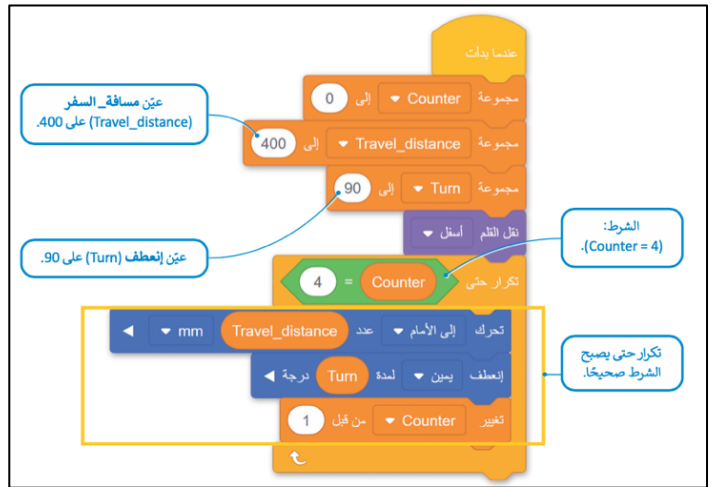 عندما بدأت
مجموعة Counter إلى 0
مجموعة Travel_distance إلى 400
مجموعة Turn إلى 90
نقل القلم أسفل
تكرار حتى Counter = 4
تحرك إلى الأمام عدد Travel_distance mm
إنعطف يمين لمدة Turn درجة
تغيير Counter من قبل 1
عيّن مسافة_ السفر
(Travel_distance) على 400.
عيّن إنعطف (Turn) على 90.
الشرط:
(Counter = 4).
تكرار حتى يصبح
الشرط صحيحًا.